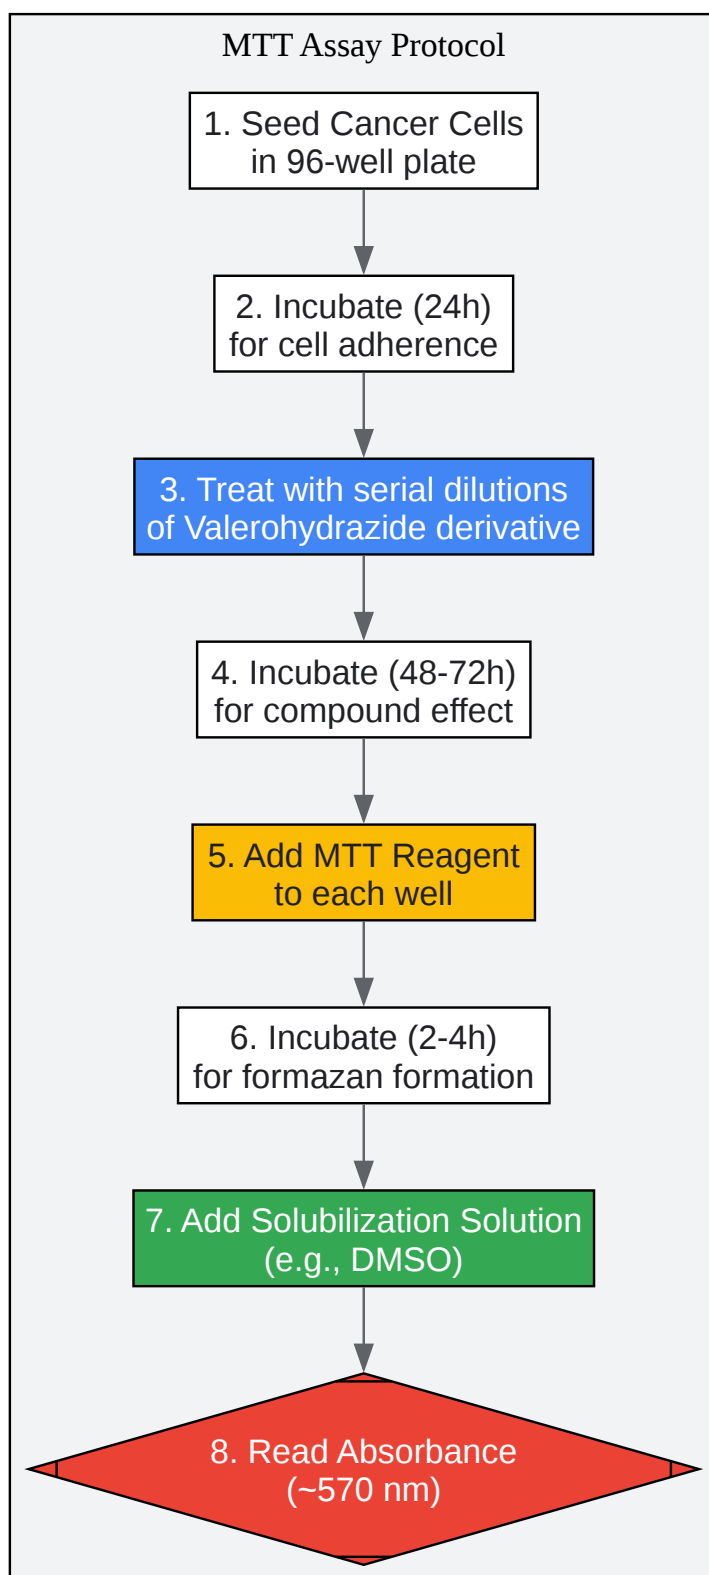 MTT Assay Protocol
1. Seed Cancer Cells
in 96-well plate
2. Incubate (24h)
for cell adherence
3. Treat with serial dilutions
of Valerohydrazide derivative
4. Incubate (48-72h)
for compound effect
5. Add MTT Reagent
to each well
6. Incubate (2-4h)
for formazan formation
7. Add Solubilization Solution
(e.g., DMSO)
8. Read Absorbance
(~570 nm)